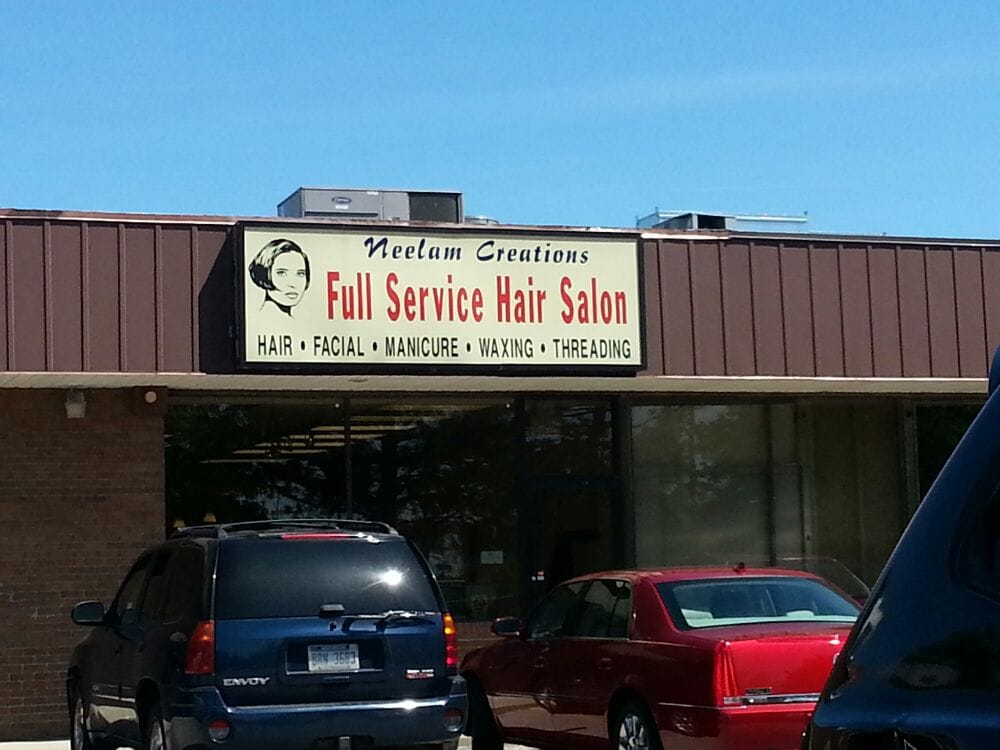 Neelam Creations
Full Service Hair Salon
HAIR • FACIAL • MANICURE • WAXING • THREADING
ENVOY